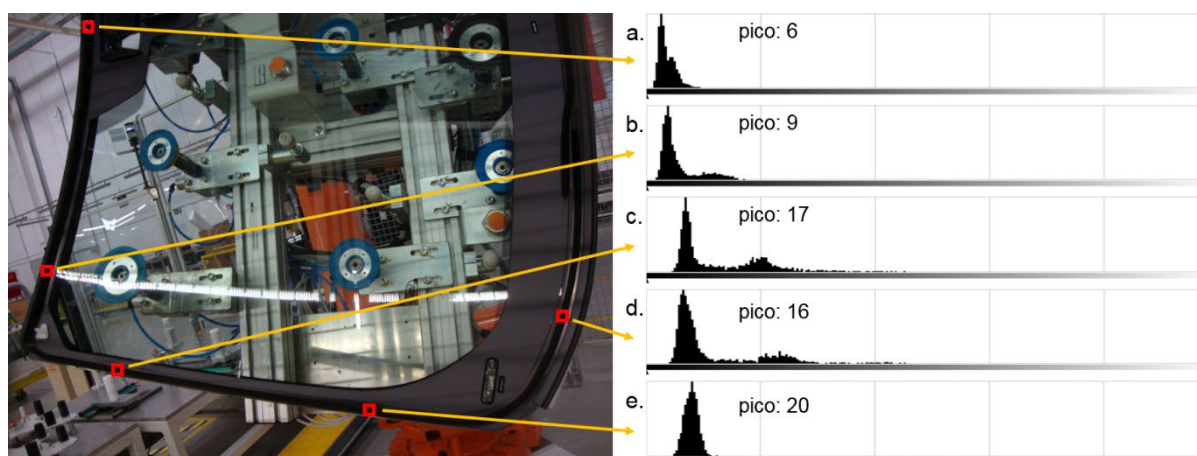 a.
pico: 6
b.
pico: 9
c.
pico: 17
d.
pico: 16
e.
pico: 20